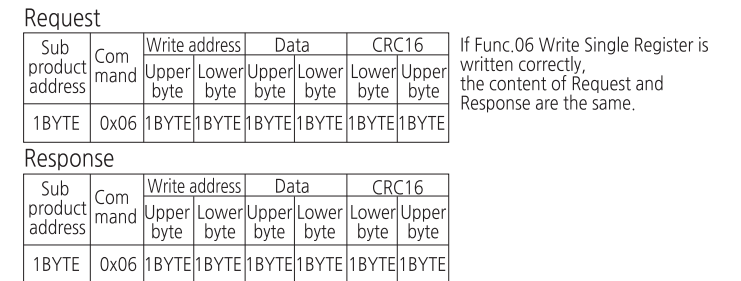 Request
Sub product address Com mand Write address Data CRC16
Upper byte Lower byte Upper byte Lower byte Lower byte Upper byte
1BYTE 0x06 1BYTE 1BYTE 1BYTE 1BYTE 1BYTE 1BYTE
If Func.06 Write Single Register is
written correctly,
the content of Request and
Response are the same.
Response
Sub product address Com mand Write address Data CRC16
Upper byte Lower byte Upper byte Lower byte Lower byte Upper byte
1BYTE 0x06 1BYTE 1BYTE 1BYTE 1BYTE 1BYTE 1BYTE